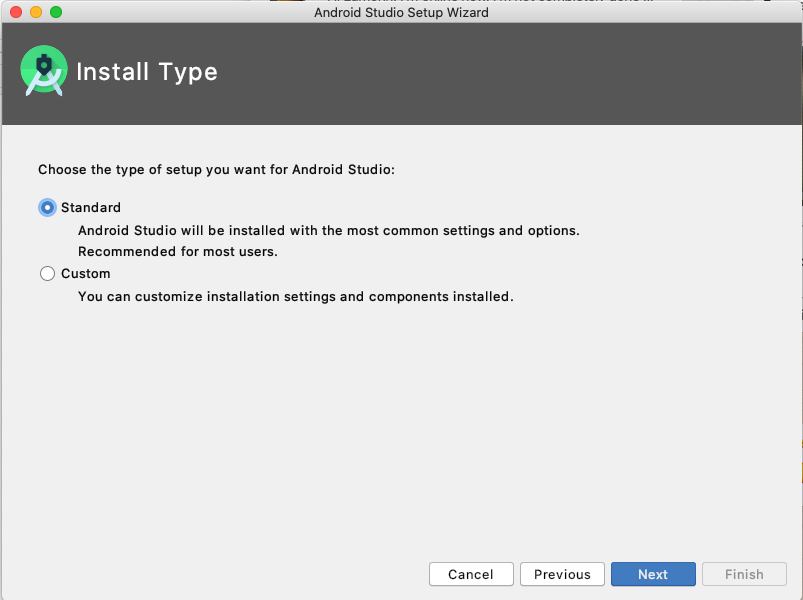 Android Studio Setup Wizard
Install Type
Choose the type of setup you want for Android Studio:
Standard
Android Studio will be installed with the most common settings and options.
Recommended for most users.
Custom
You can customize installation settings and components installed.
Cancel
Previous
Next
Finish